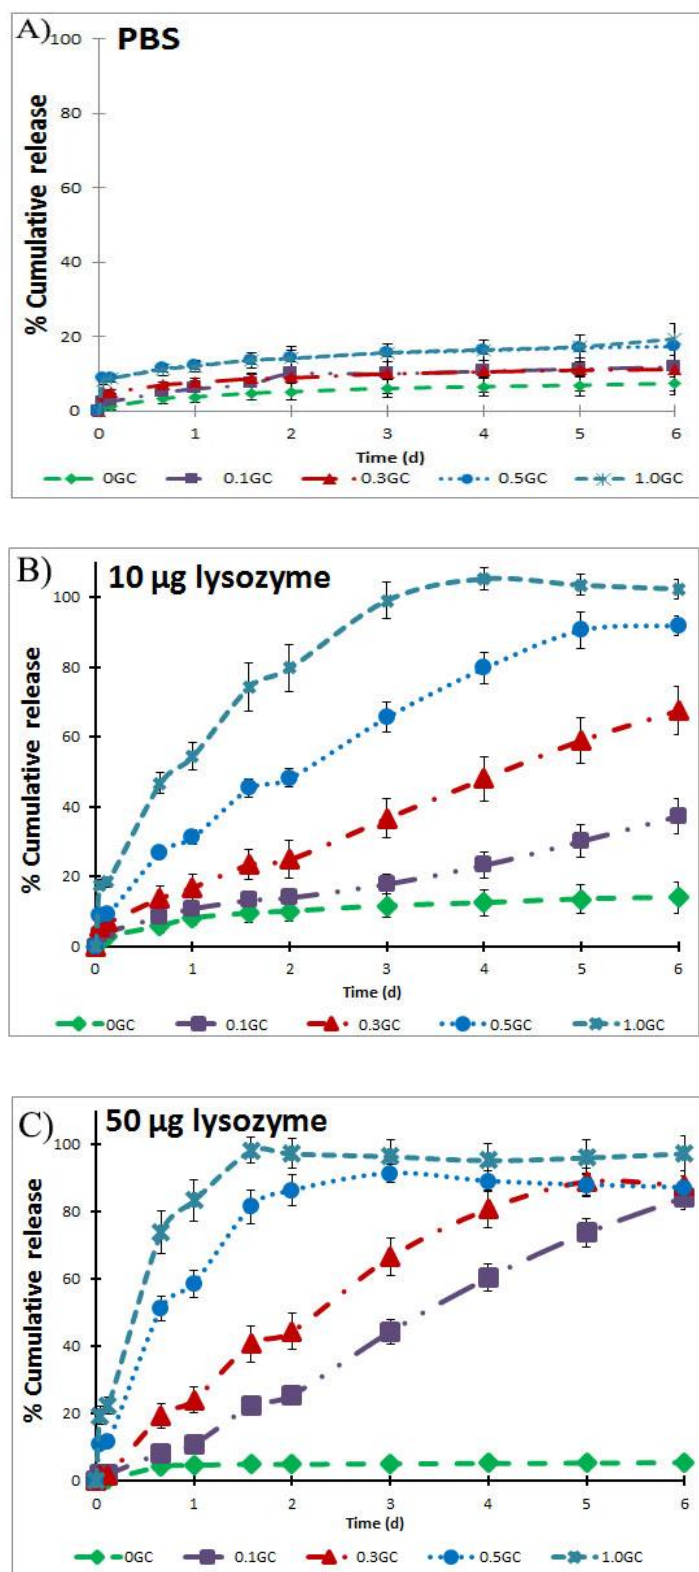 A)
PBS
% Cumulative release
100
80
60
40
20
0
0 1 2 3 4 5 6
Time (d)
0GC 0.1GC 0.3GC 0.5GC 1.0GC
B)
10 µg lysozyme
% Cumulative release
100
80
60
40
20
0
0 1 2 3 4 5 6
Time (d)
0GC 0.1GC 0.3GC 0.5GC 1.0GC
C)
50 µg lysozyme
% Cumulative release
100
80
60
40
20
0
0 1 2 3 4 5 6
Time (d)
0GC 0.1GC 0.3GC 0.5GC 1.0GC